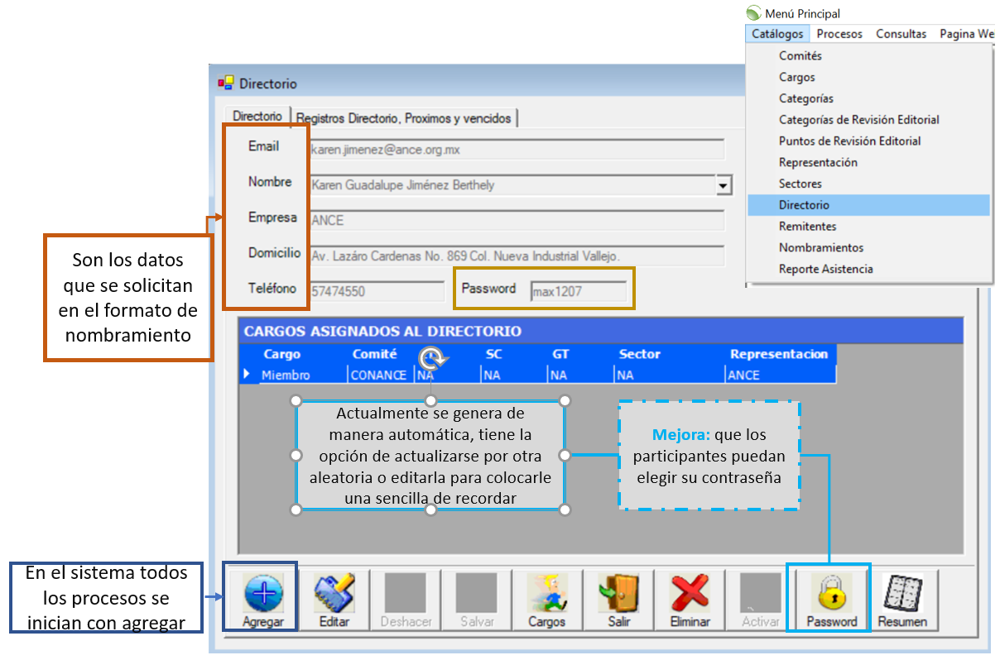 Menú Principal
Catálogos Procesos Consultas Pagina We
Comités
Cargos
Categorías
Categorías de Revisión Editorial
Puntos de Revisión Editorial
Representación
Sectores
Directorio
Remitentes
Nombramientos
Reporte Asistencia
Directorio
Directorio Registros Directorio, Proximos y vencidos
Email karen.jimenez@ance.org.mx
Nombre Karen Guadalupe Jiménez Berthely
Empresa ANCE
Domicilio Av. Lazáro Cardenas No. 869 Col. Nueva Industrial Vallejo.
Teléfono 57474550 Password max1207
Son los datos
que se solicitan
en el formato de
nombramiento
CARGOS ASIGNADOS AL DIRECTORIO
Cargo Comité SC GT Sector Representacion
Miembro CONANCE NA NA NA NA ANCE
Actualmente se genera de
manera automática, tiene la
opción de actualizarse por otra
aleatoria o editarla para colocarle
una sencilla de recordar
Mejora: que los
participantes puedan
elegir su contraseña
En el sistema todos
los procesos se
inician con agregar
Agregar Editar Deshacer Salvar Cargos Salir Eliminar Activar Password Resumen